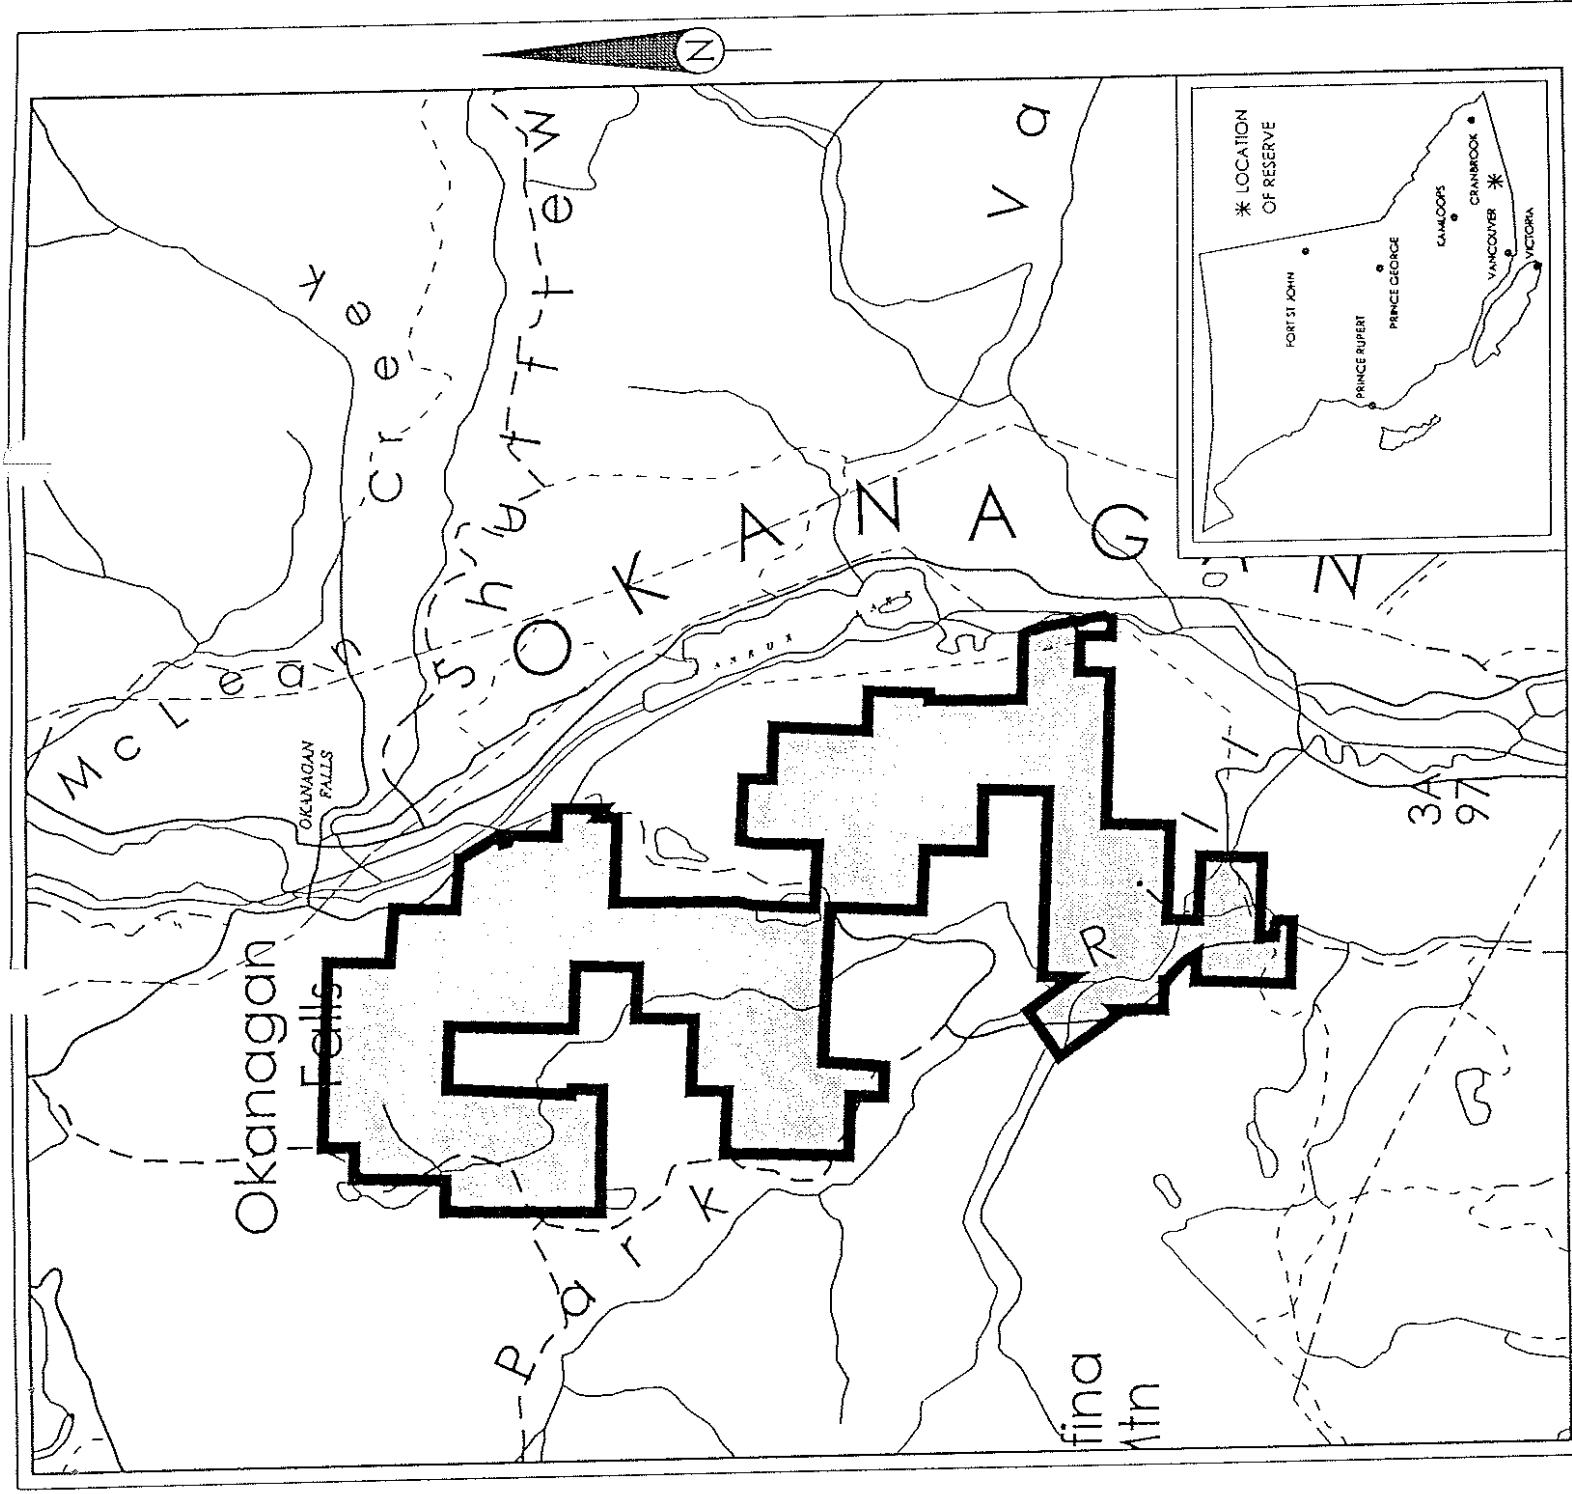 N
McLean Creek
Shuttleworth
OKANAGAN
FALLS
OKANAGAN
Va
Okanagan
Falls
Park Rill
3A
97
fina
Mtn
✳ LOCATION
OF RESERVE
FORT ST JOHN
PRINCE RUPERT
PRINCE GEORGE
KAMLOOPS
CRANBROOK
VANCOUVER
VICTORIA